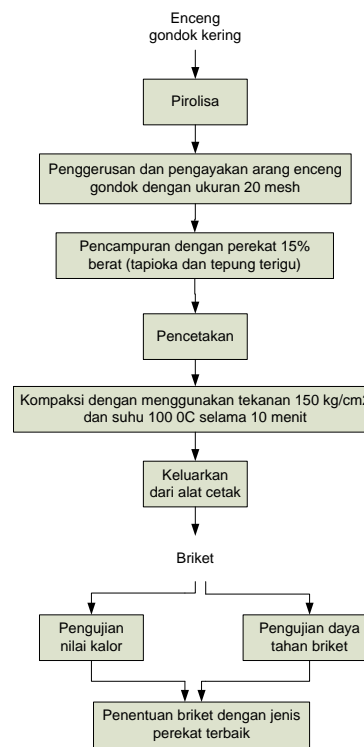 Enceng
gondok kering
Pirolisa
Penggerusan dan pengayakan arang enceng
gondok dengan ukuran 20 mesh
Pencampuran dengan perekat 15%
berat (tapioka dan tepung terigu)
Pencetakan
Kompaksi dengan menggunakan tekanan 150 kg/cm2
dan suhu 100 0C selama 10 menit
Keluarkan
dari alat cetak
Briket
Pengujian
nilai kalor
Pengujian daya
tahan briket
Penentuan briket dengan jenis
perekat terbaik